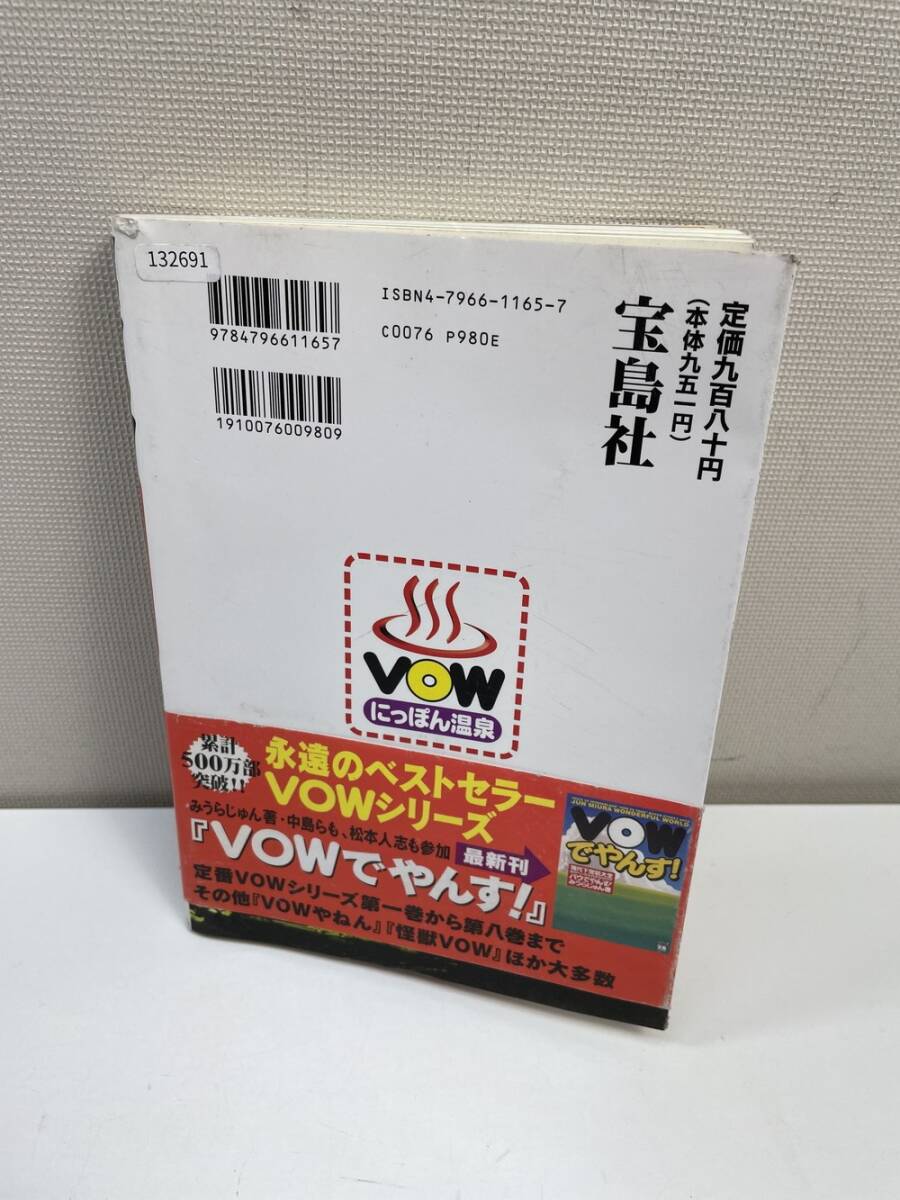 132691
ISBN4-7966-1165-7
9784796611657
C0076 P980E
1910076009809
定価九百八十円
(本体九五一円)
宝島社
VOW
にっぽん温泉
累計
500万部
突破!!
永遠のベストセラー
VOWシリーズ
みうらじゅん著・中島らも、松本人志も参加
『VOWでやんす!』
最新刊
定番VOWシリーズ第一巻から第八巻まで
その他『VOWやねん』『怪獣VOW』ほか大多数
JUN MIURA WONDERFUL WORLD
VOW
でやんす!